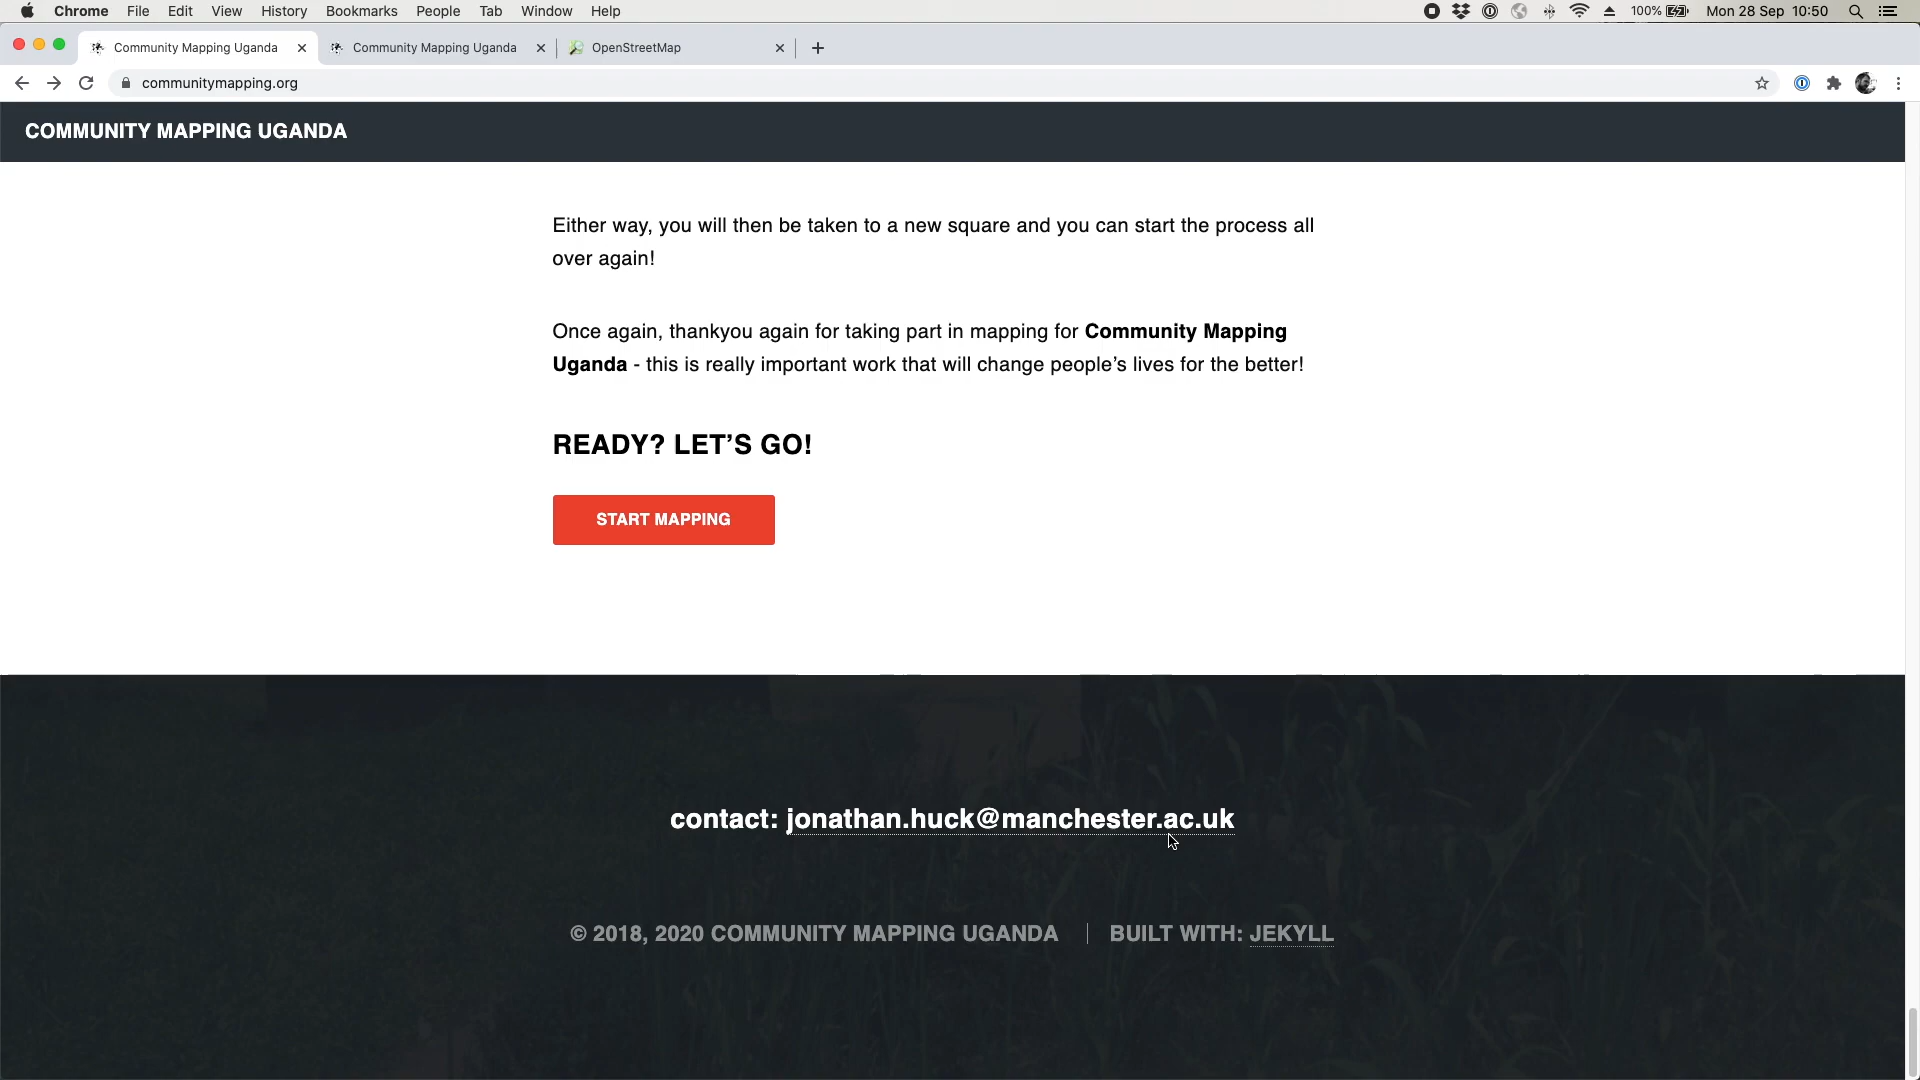 Chrome File Edit View History Bookmarks People Tab Window Help 100% Mon 28 Sep 10:50
Community Mapping Uganda Community Mapping Uganda OpenStreetMap
communitymapping.org
COMMUNITY MAPPING UGANDA
Either way, you will then be taken to a new square and you can start the process all
over again!
Once again, thankyou again for taking part in mapping for Community Mapping
Uganda - this is really important work that will change people’s lives for the better!
READY? LET’S GO!
START MAPPING
contact: jonathan.huck@manchester.ac.uk
© 2018, 2020 COMMUNITY MAPPING UGANDA BUILT WITH: JEKYLL